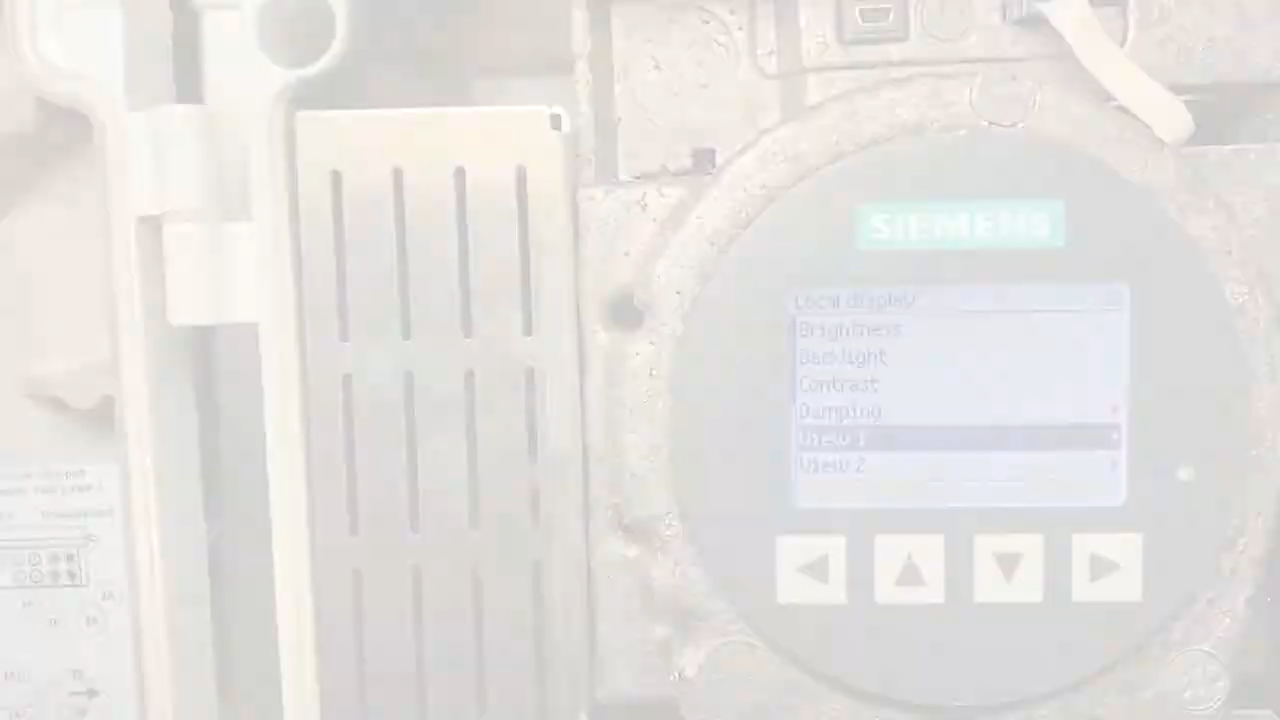 SIEMENS
Local display
Brightness
Backlight
Contrast
Damping
View 1
View 2